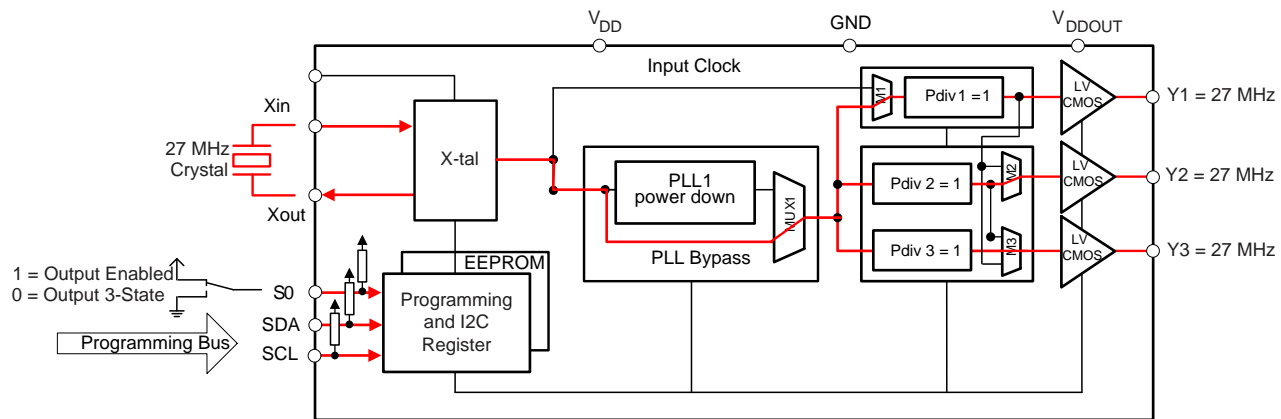 VDD
GND
VDDOUT
Input Clock
Xin
27 MHz
Crystal
Xout
X-tal
M1
Pdiv 1 = 1
LV
CMOS
Y1 = 27 MHz
PLL1
power down
MUX1
PLL Bypass
Pdiv 2 = 1
M2
LV
CMOS
Y2 = 27 MHz
Pdiv 3 = 1
M3
LV
CMOS
Y3 = 27 MHz
EEPROM
1 = Output Enabled
0 = Output 3-State
S0
SDA
SCL
Programming
and I2C
Register
Programming Bus